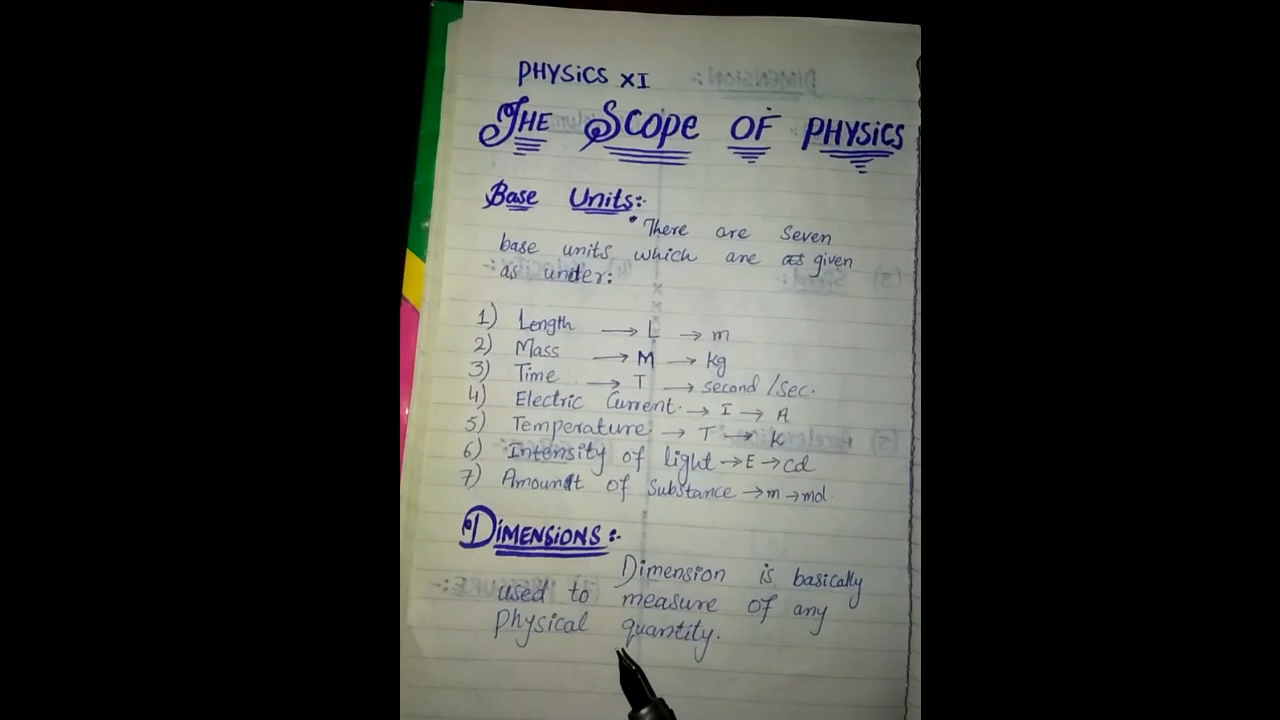 PHYSICS XI
THE SCOPE OF PHYSICS
Base Units:-
There are seven
base units which are as given
as under:
1) Length → L → m
2) Mass → M → kg
3) Time → T → second /sec.
4) Electric Current → I → A
5) Temperature → T → K
6) Intensity of light → E → cd
7) Amount of Substance → m → mol
DIMENSIONS:-
Dimension is basically
used to measure of any
Physical quantity.